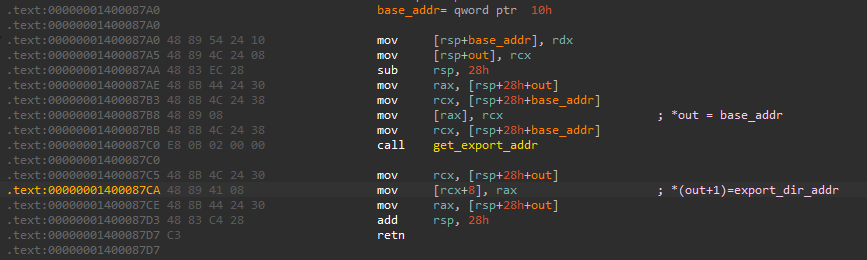 .text:00000001400087A0 base_addr= qword ptr  10h
.text:00000001400087A0
.text:00000001400087A0 48 89 54 24 10 mov [rsp+base_addr], rdx
.text:00000001400087A5 48 89 4C 24 08 mov [rsp+out], rcx
.text:00000001400087AA 48 83 EC 28 sub rsp, 28h
.text:00000001400087AE 48 8B 44 24 30 mov rax, [rsp+28h+out]
.text:00000001400087B3 48 8B 4C 24 38 mov rcx, [rsp+28h+base_addr]
.text:00000001400087B8 48 89 08 mov [rax], rcx ; *out = base_addr
.text:00000001400087BB 48 8B 4C 24 38 mov rcx, [rsp+28h+base_addr]
.text:00000001400087C0 E8 0B 02 00 00 call get_export_addr
.text:00000001400087C0
.text:00000001400087C5 48 8B 4C 24 30 mov rcx, [rsp+28h+out]
.text:00000001400087CA 48 89 41 08 mov [rcx+8], rax ; *(out+1)=export_dir_addr
.text:00000001400087CE 48 8B 44 24 30 mov rax, [rsp+28h+out]
.text:00000001400087D3 48 83 C4 28 add rsp, 28h
.text:00000001400087D7 C3 retn
.text:00000001400087D7